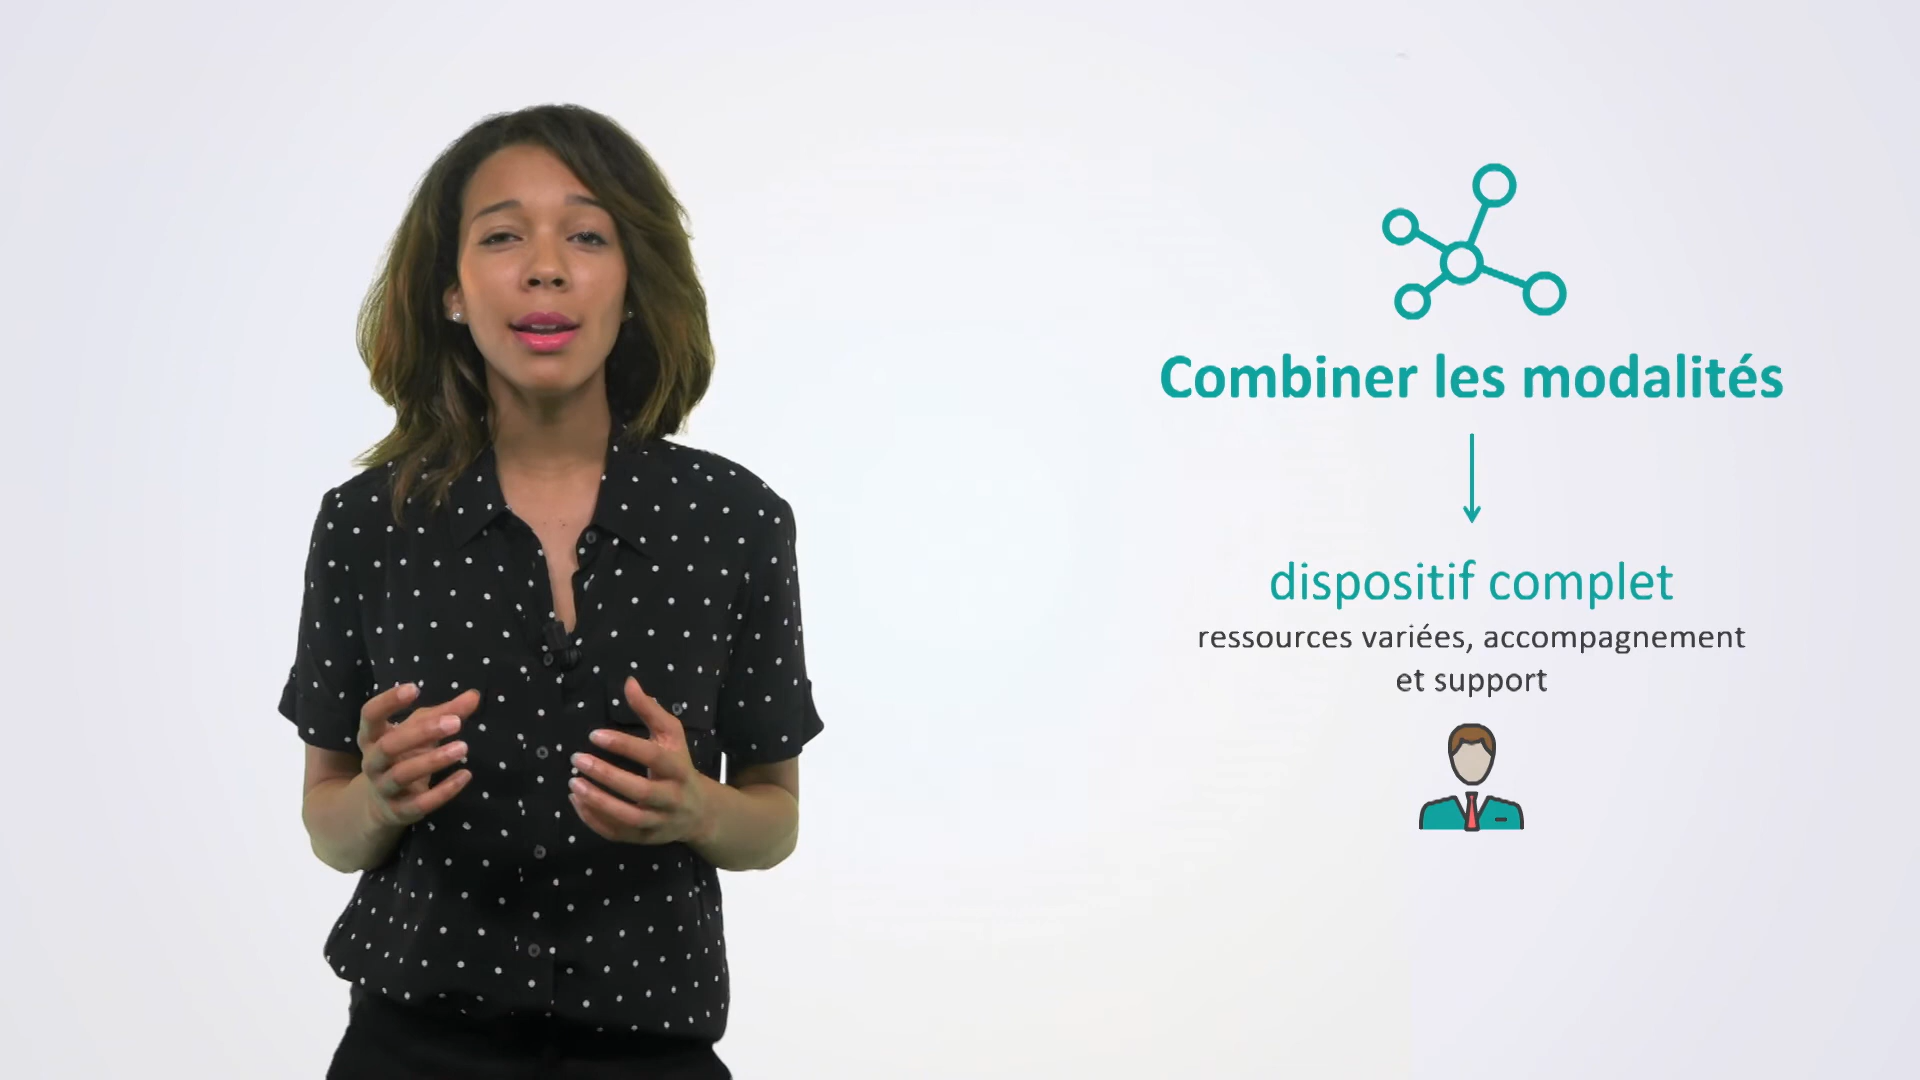 Combiner les modalités
dispositif complet
ressources variées, accompagnement
et support